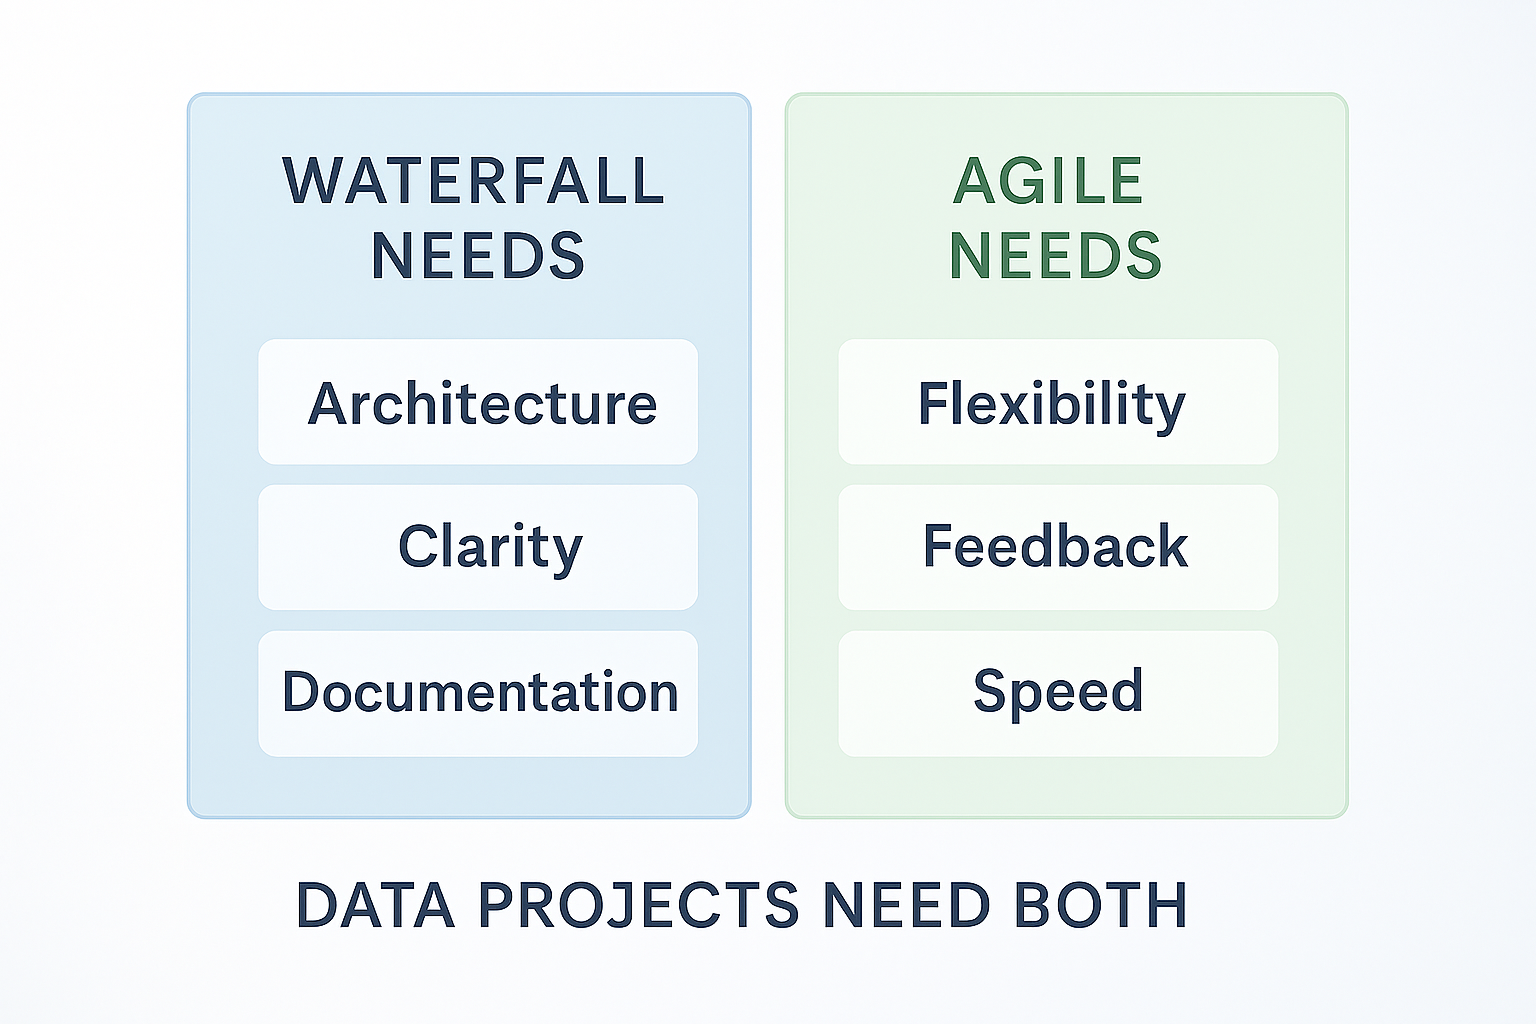 WATERFALL
NEEDS
Architecture
Clarity
Documentation
AGILE
NEEDS
Flexibility
Feedback
Speed
DATA PROJECTS NEED BOTH